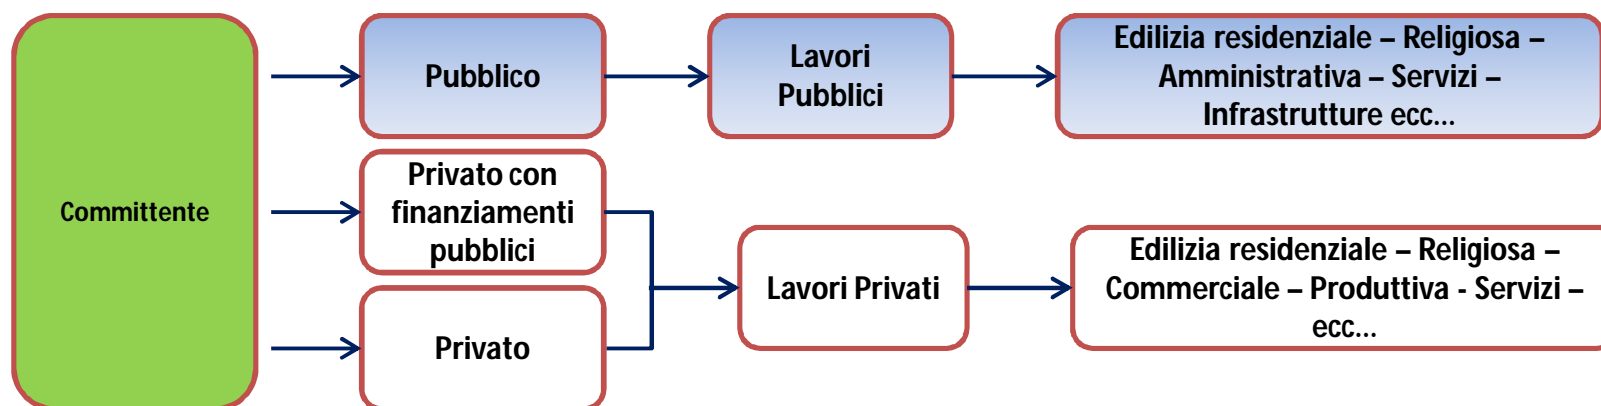 Committente
Pubblico
Lavori
Pubblici
Edilizia residenziale – Religiosa –
Amministrativa – Servizi –
Infrastrutture ecc...
Privato con
finanziamenti
pubblici
Privato
Lavori Privati
Edilizia residenziale – Religiosa –
Commerciale – Produttiva - Servizi –
ecc...